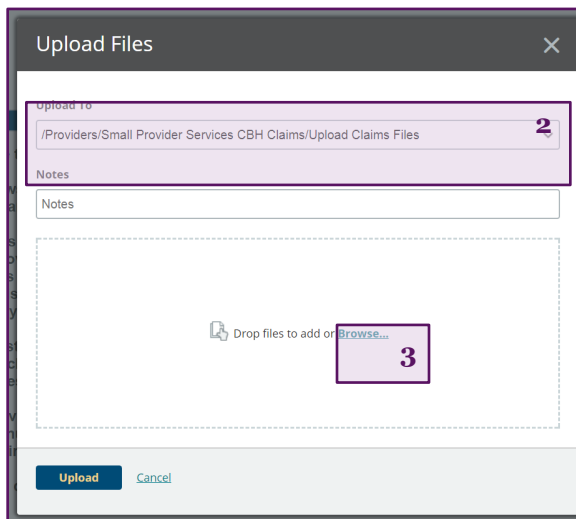 Upload Files
Upload To
/Providers/Small Provider Services CBH Claims/Upload Claims Files
2
Notes
Notes
Drop files to add or Browse...
3
Upload
Cancel